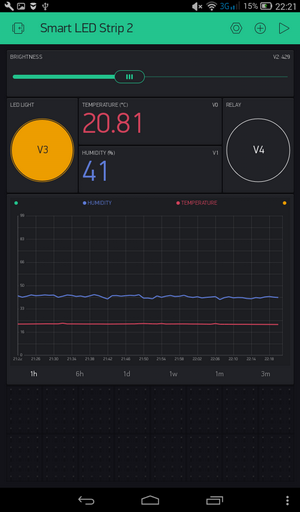 3G 15% 22:21
Smart LED Strip 2
BRIGHTNESS V2 429
LED LIGHT
V3
TEMPERATURE (°C) V0
20.81
HUMIDITY (%) V1
41
RELAY
V4
HUMIDITY TEMPERATURE
1h 6h 1d 1w 1m 3m